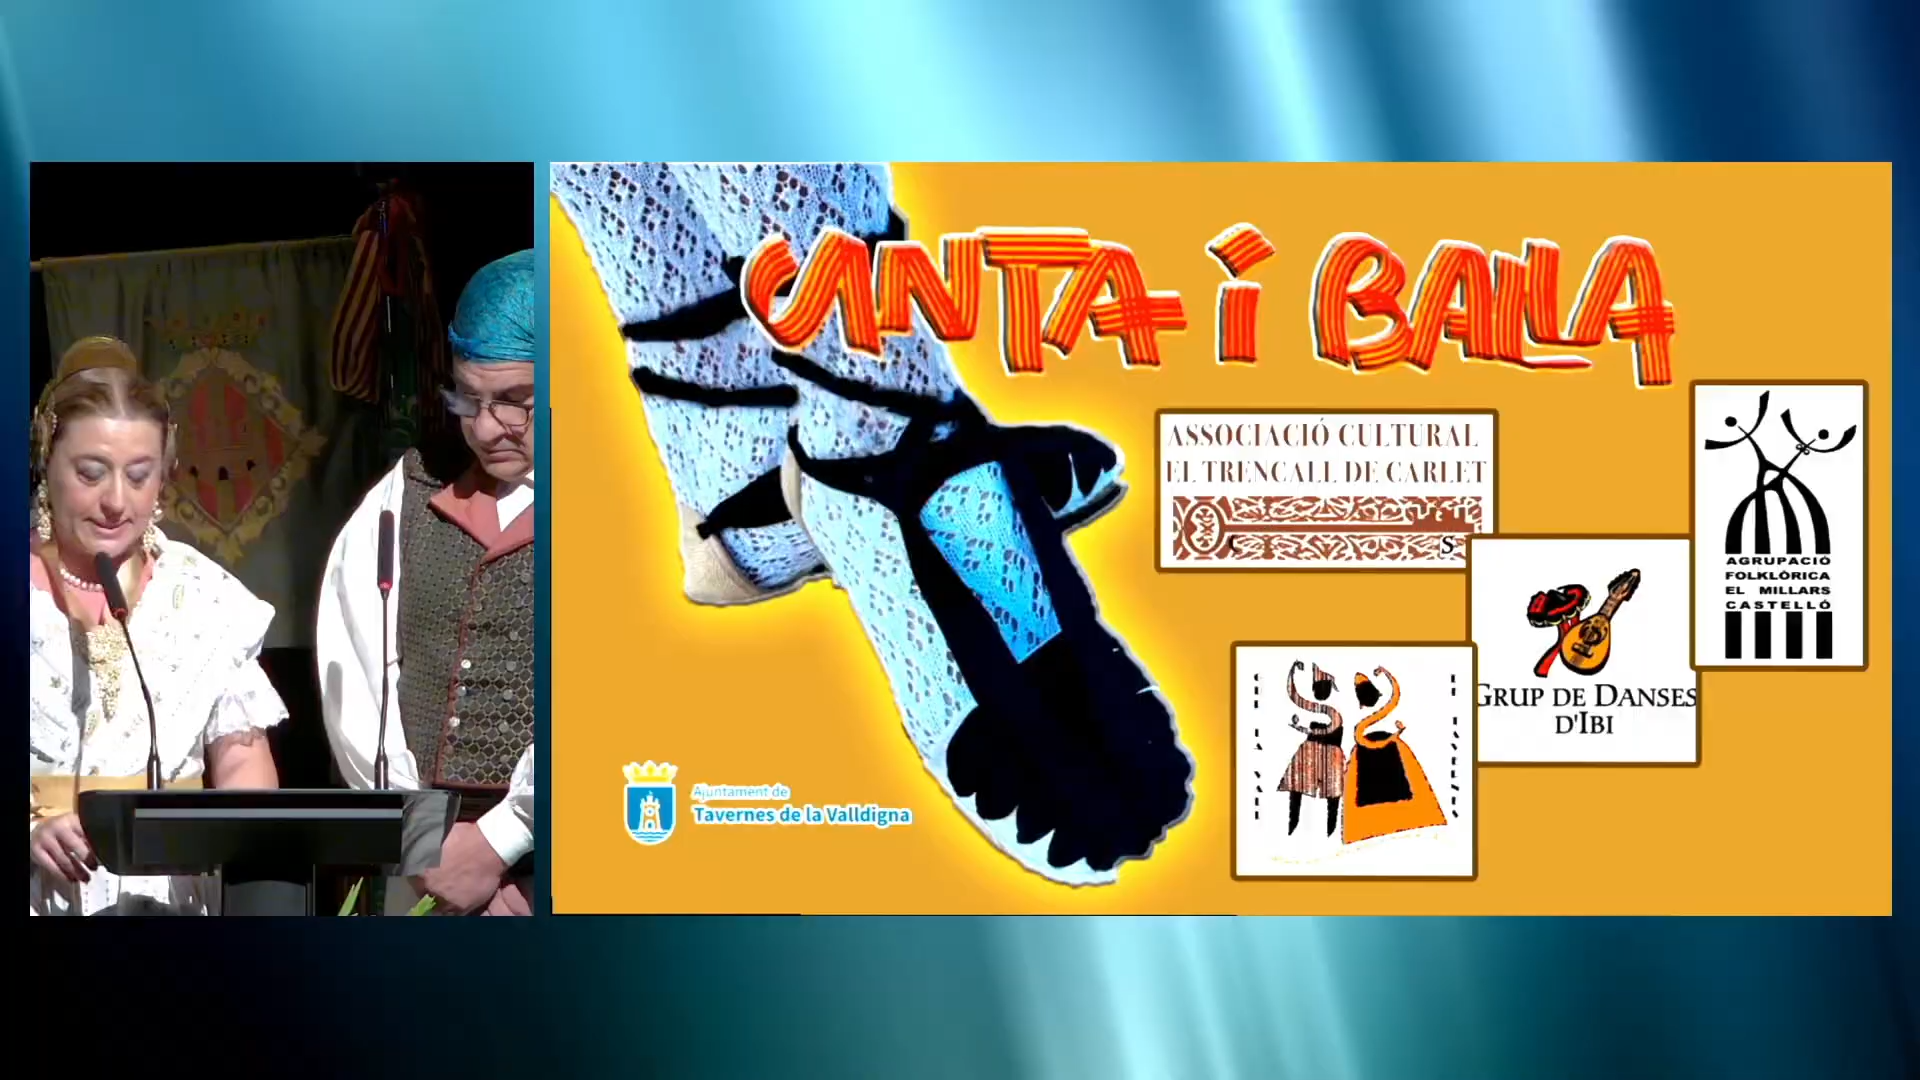 CANTA I BALLA
ASSOCIACIÓ CULTURAL
EL TRENCALL DE CARLET
C S
AGRUPACIÓ
FOLKLÒRICA
EL MILLARS
CASTELLÓ
GRUP DE DANSES
D'IBI
Ajuntament de
Tavernes de la Valldigna